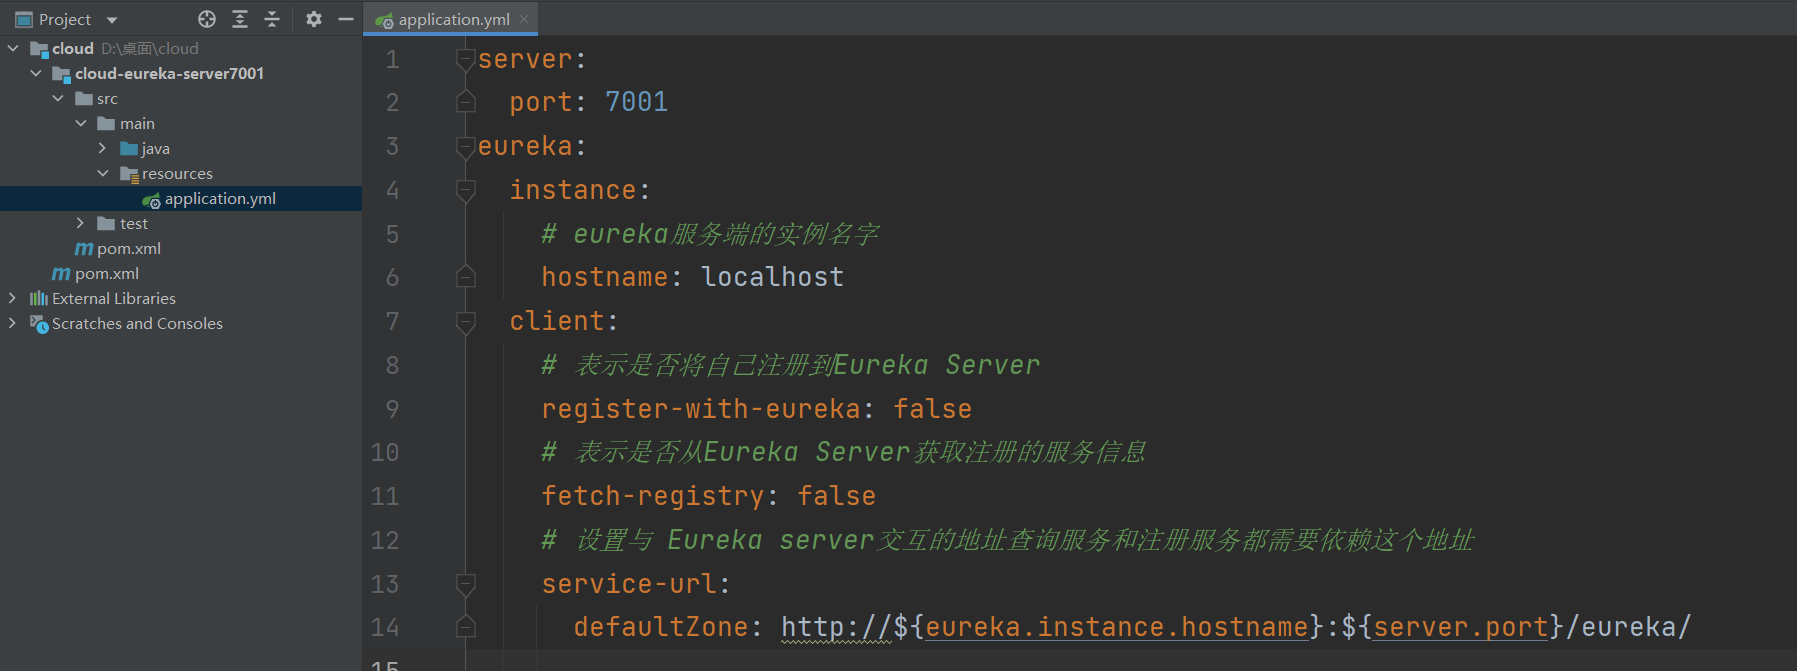 Project
application.yml
cloud D:\桌面\cloud
cloud-eureka-server7001
src
main
java
resources
application.yml
test
pom.xml
pom.xml
External Libraries
Scratches and Consoles
1 server:
2 port: 7001
3 eureka:
4 instance:
5 # eureka服务端的实例名字
6 hostname: localhost
7 client:
8 # 表示是否将自己注册到Eureka Server
9 register-with-eureka: false
10 # 表示是否从Eureka Server获取注册的服务信息
11 fetch-registry: false
12 # 设置与 Eureka server交互的地址查询服务和注册服务都需要依赖这个地址
13 service-url:
14 defaultZone: http://${eureka.instance.hostname}:${server.port}/eureka/
15